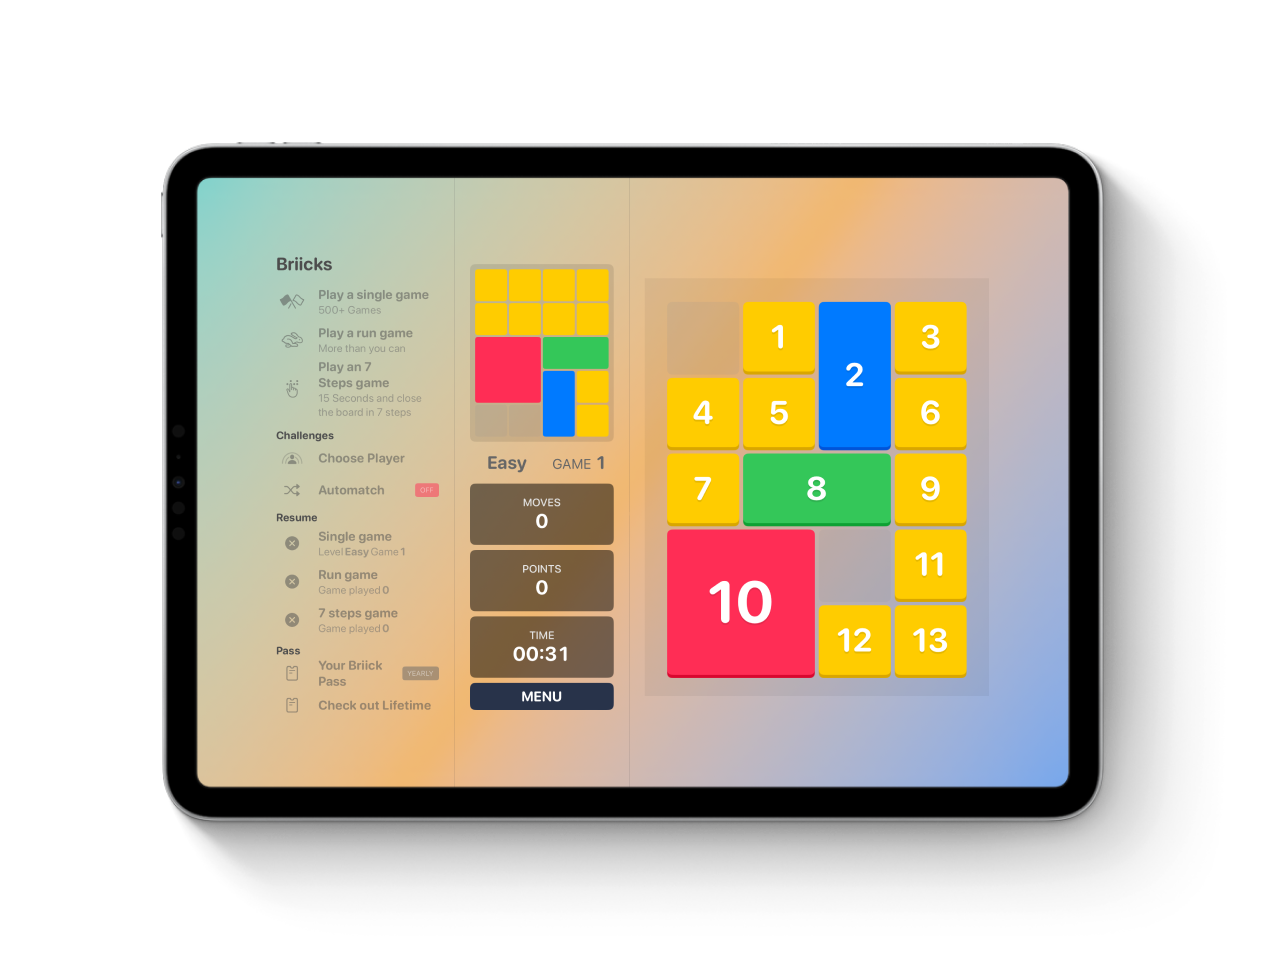 Briicks
Play a single game
500+ Games
Play a run game
More than you can
Play an 7
Steps game
15 Seconds and close
the board in 7 steps
Challenges
Choose Player
Automatch OFF
Resume
Single game
Level Easy Game 1
Run game
Game played 0
7 steps game
Game played 0
Pass
Your Briick
Pass
YEARLY
Check out Lifetime
Easy GAME 1
MOVES
0
POINTS
0
TIME
00:31
MENU
1
2
3
4
5
6
7
8
9
10
11
12
13